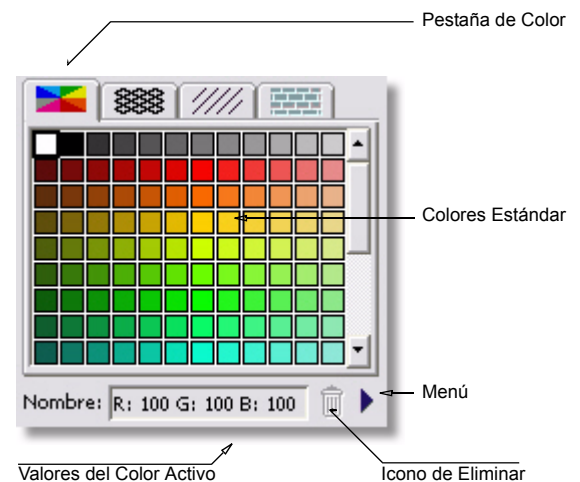 Pestaña de Color
Colores Estándar
Menú
Nombre: R: 100 G: 100 B: 100
Valores del Color Activo
Icono de Eliminar